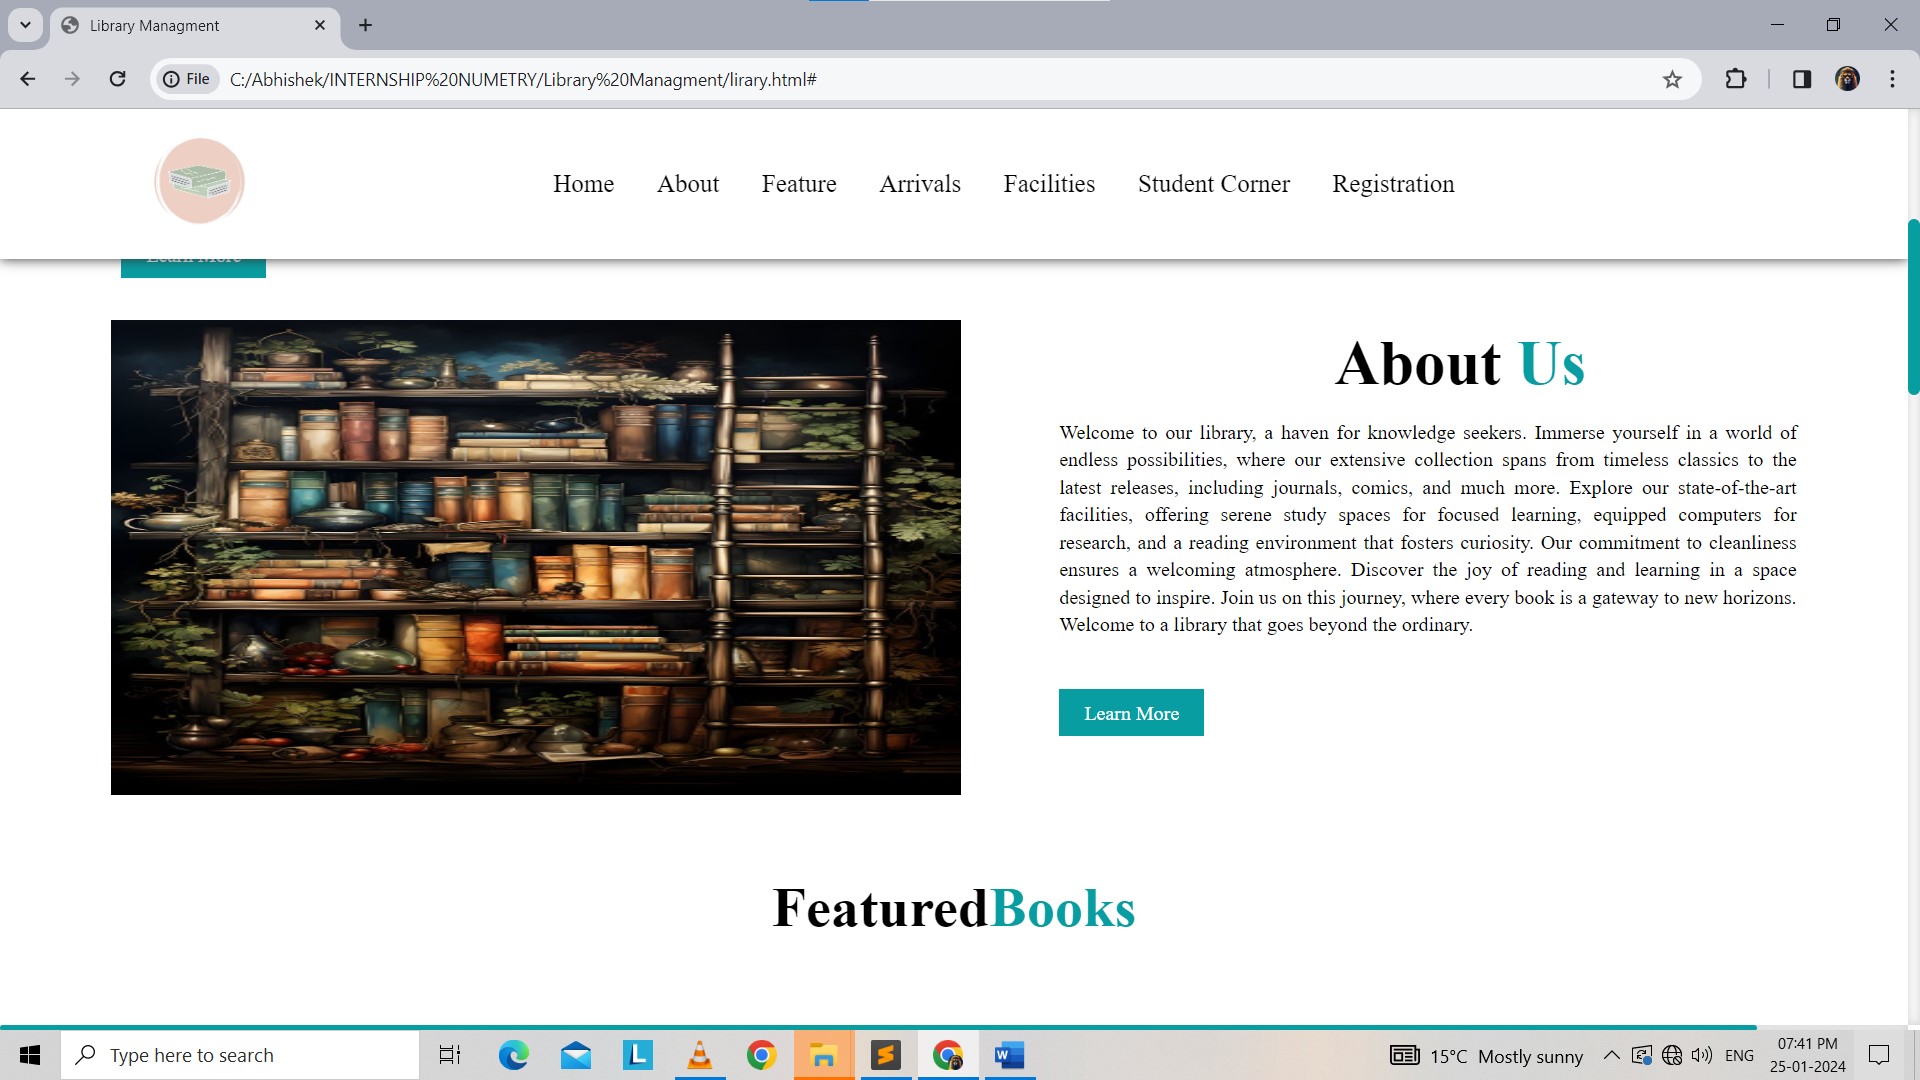 Library Managment
File
C:/Abhishek/INTERNSHIP%20NUMETRY/Library%20Managment/lirary.html#
Home About Feature Arrivals Facilities Student Corner Registration
Learn More
About Us
Welcome to our library, a haven for knowledge seekers. Immerse yourself in a world of
endless possibilities, where our extensive collection spans from timeless classics to the
latest releases, including journals, comics, and much more. Explore our state-of-the-art
facilities, offering serene study spaces for focused learning, equipped computers for
research, and a reading environment that fosters curiosity. Our commitment to cleanliness
ensures a welcoming atmosphere. Discover the joy of reading and learning in a space
designed to inspire. Join us on this journey, where every book is a gateway to new horizons.
Welcome to a library that goes beyond the ordinary.
Learn More
FeaturedBooks
Type here to search
L
W
15°C Mostly sunny
ENG
07:41 PM
25-01-2024